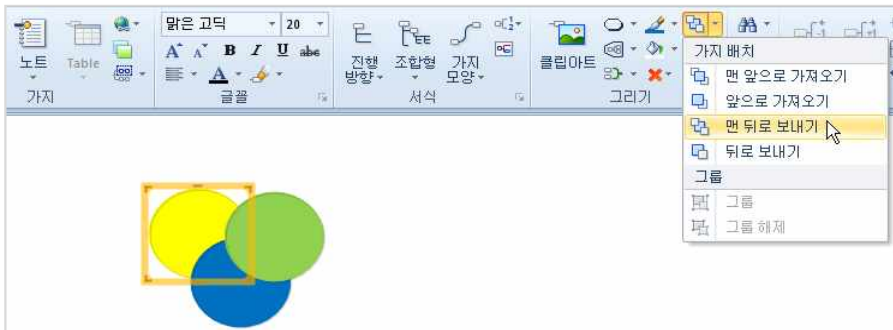 맑은 고딕 20
노트 Table
A A B I U abc
A
가지 글꼴
진행 방향
조합형
가지 모양
서식
클립아트
그리기
가지 배치
맨 앞으로 가져오기
앞으로 가져오기
맨 뒤로 보내기
뒤로 보내기
그룹
그룹
그룹 해제